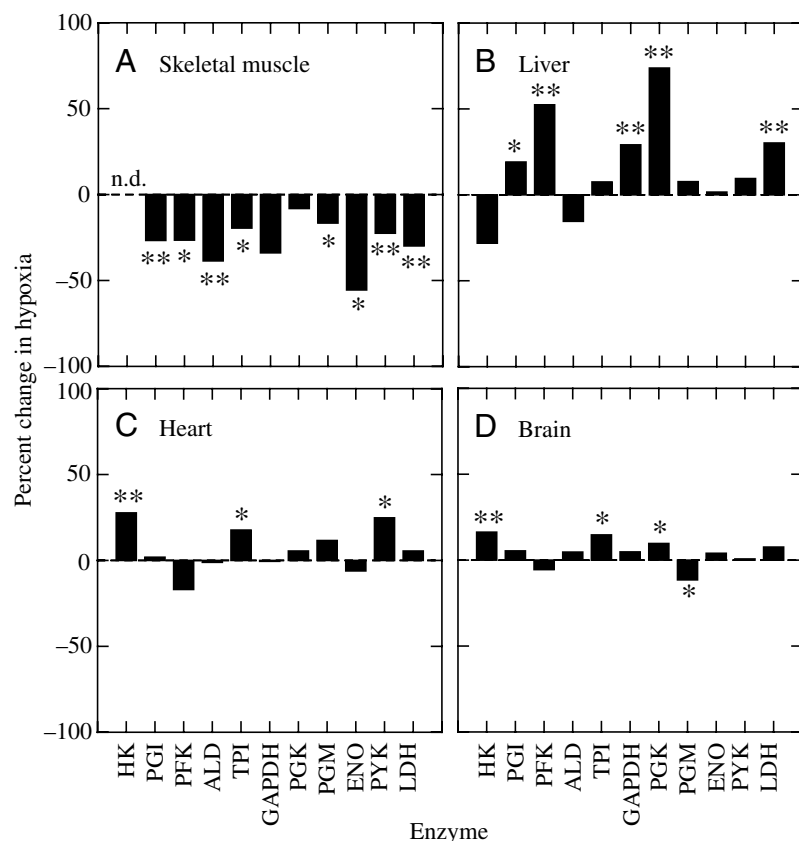 Percent change in hypoxia
100
50
0
−50
−100
A Skeletal muscle
n.d.
** * ** * * * ** **
B Liver
* ** ** ** **
100
50
0
−50
−100
C Heart
** * *
D Brain
** * * *
HK PGI PFK ALD TPI GAPDH PGK PGM ENO PYK LDH
HK PGI PFK ALD TPI GAPDH PGK PGM ENO PYK LDH
Enzyme